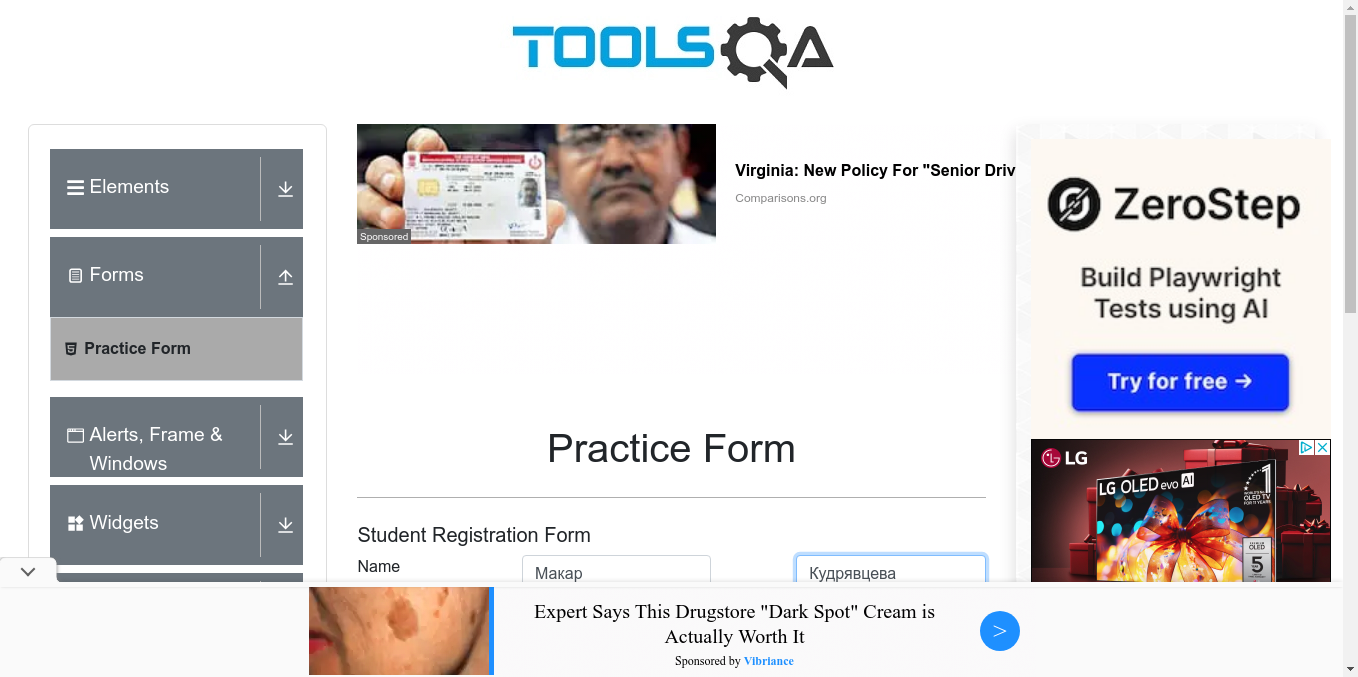 TOOLSQA
Elements
Forms
Practice Form
Alerts, Frame &
Windows
Widgets
Sponsored
Virginia: New Policy For "Senior Driv
Comparisons.org
Practice Form
Student Registration Form
Name
Макар
Кудрявцева
ZeroStep
Build Playwright
Tests using AI
Try for free →
LG
LG OLED evo AI
OLED
5
Expert Says This Drugstore "Dark Spot" Cream is
Actually Worth It
Sponsored by Vibriance
>